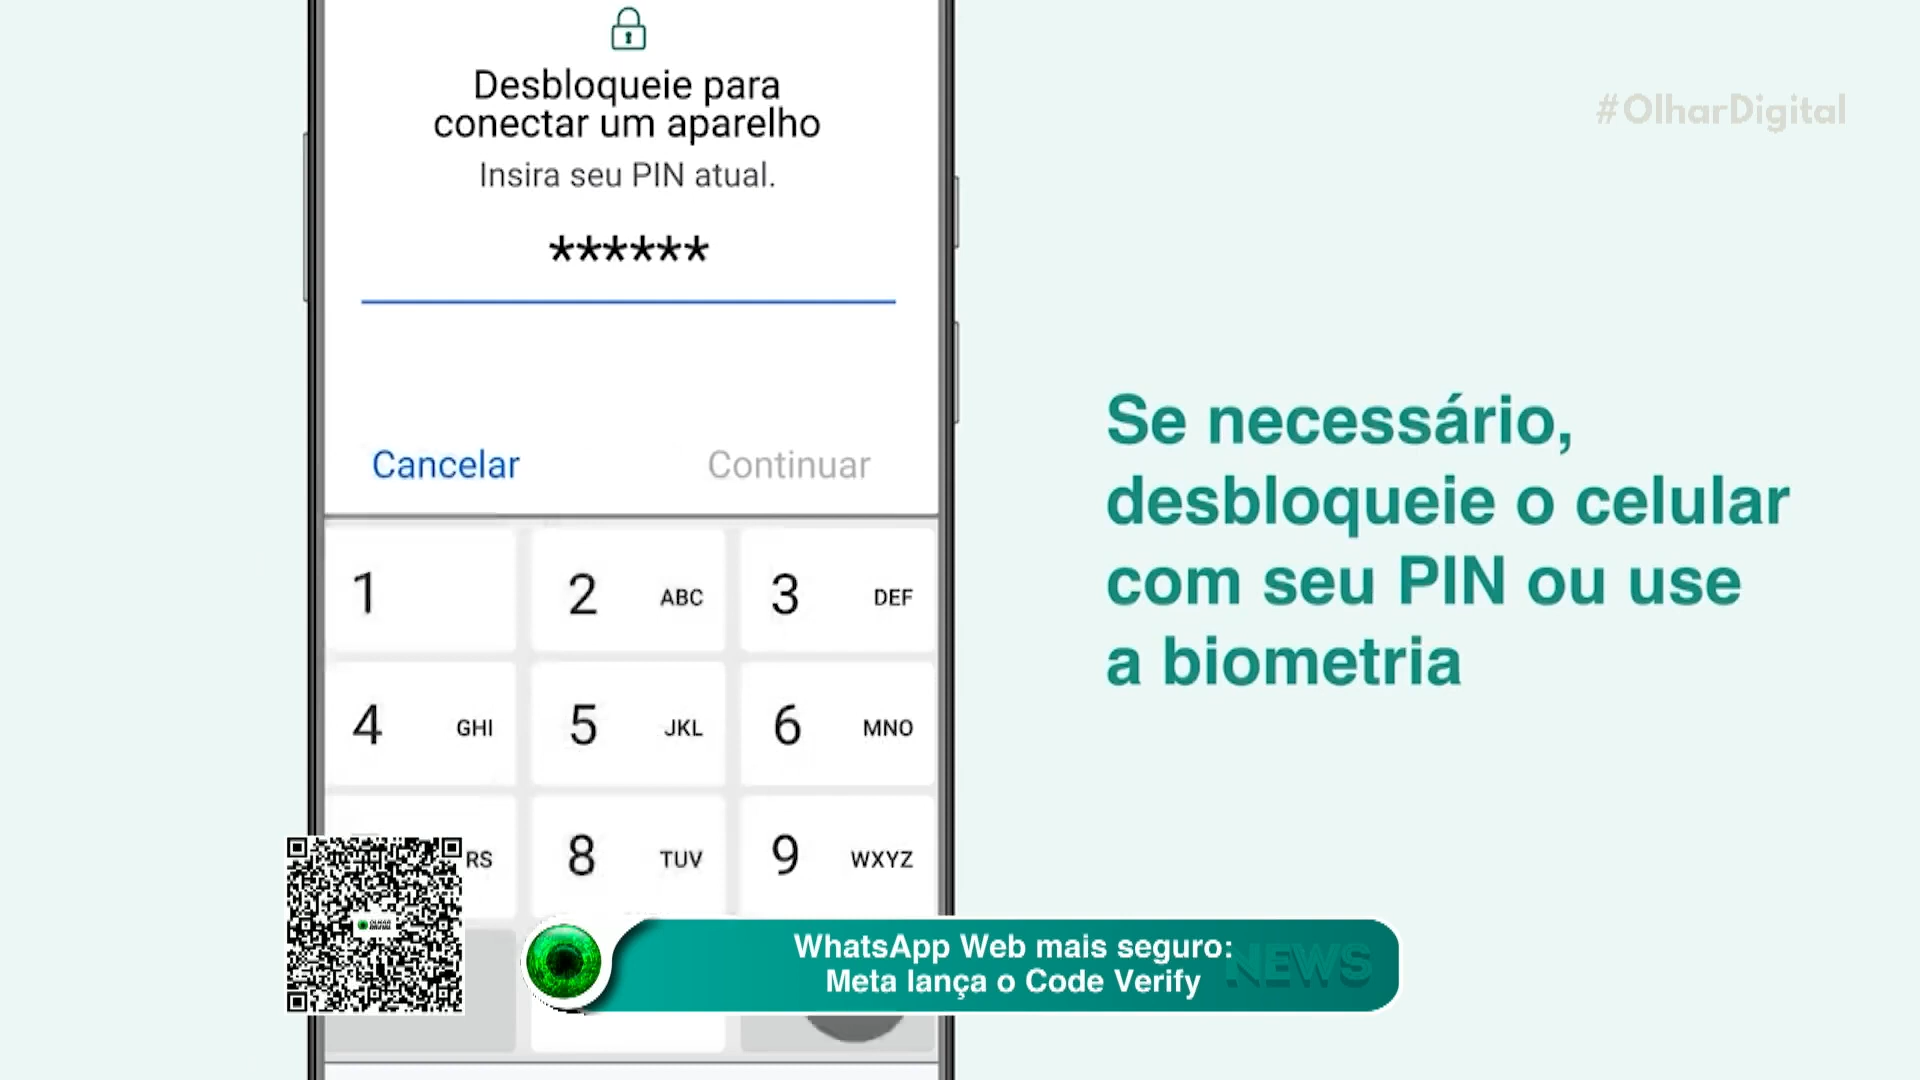 Desbloqueie para
conectar um aparelho
Insira seu PIN atual.
******
Cancelar
Continuar
1
2 ABC
3 DEF
4 GHI
5 JKL
6 MNO
RS
8 TUV
9 WXYZ
#OlharDigital
Se necessário,
desbloqueie o celular
com seu PIN ou use
a biometria
OLHAR
DIGITAL
WhatsApp Web mais seguro:
Meta lança o Code Verify
NEWS